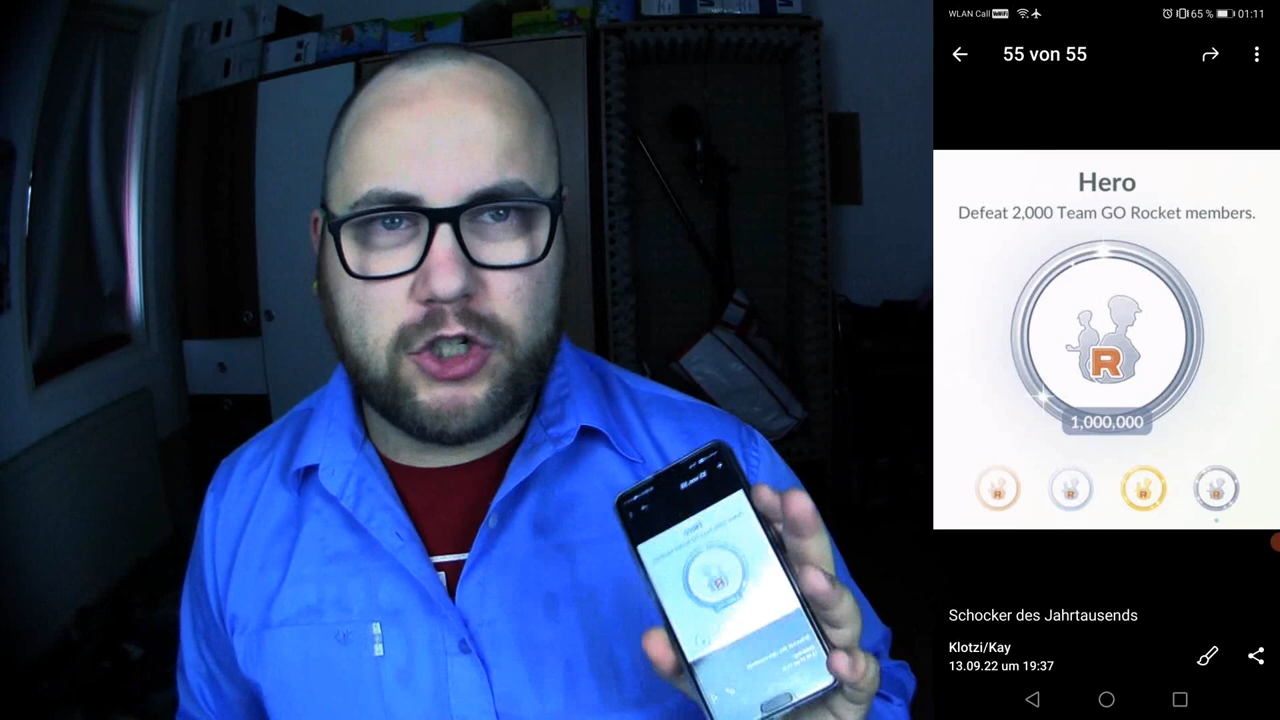 WLAN Call WiFi 65 % 01:11
55 von 55
Hero
Defeat 2,000 Team GO Rocket members.
R
1,000,000
R R R R
Schocker des Jahrtausends
Klotzi/Kay
13.09.22 um 19:37